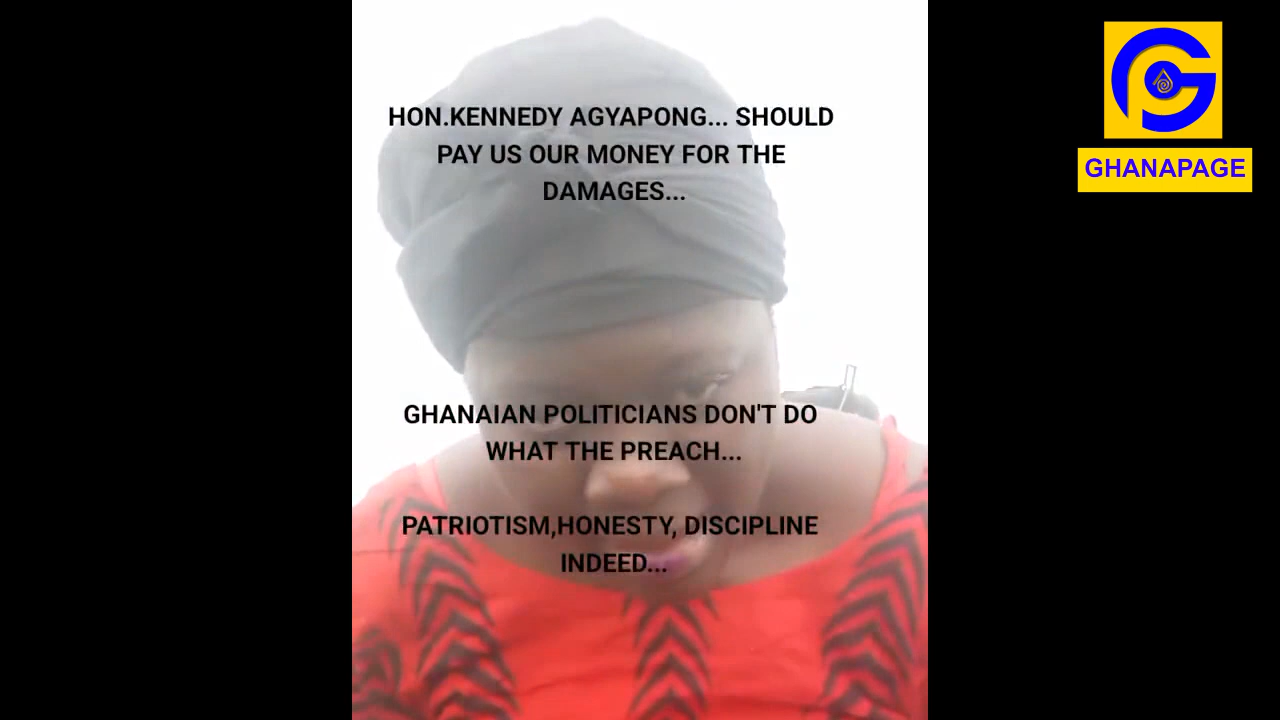 HON.KENNEDY AGYAPONG... SHOULD
PAY US OUR MONEY FOR THE
DAMAGES...
GHANAIAN POLITICIANS DON'T DO
WHAT THE PREACH...
PATRIOTISM,HONESTY, DISCIPLINE
INDEED...
GHANAPAGE